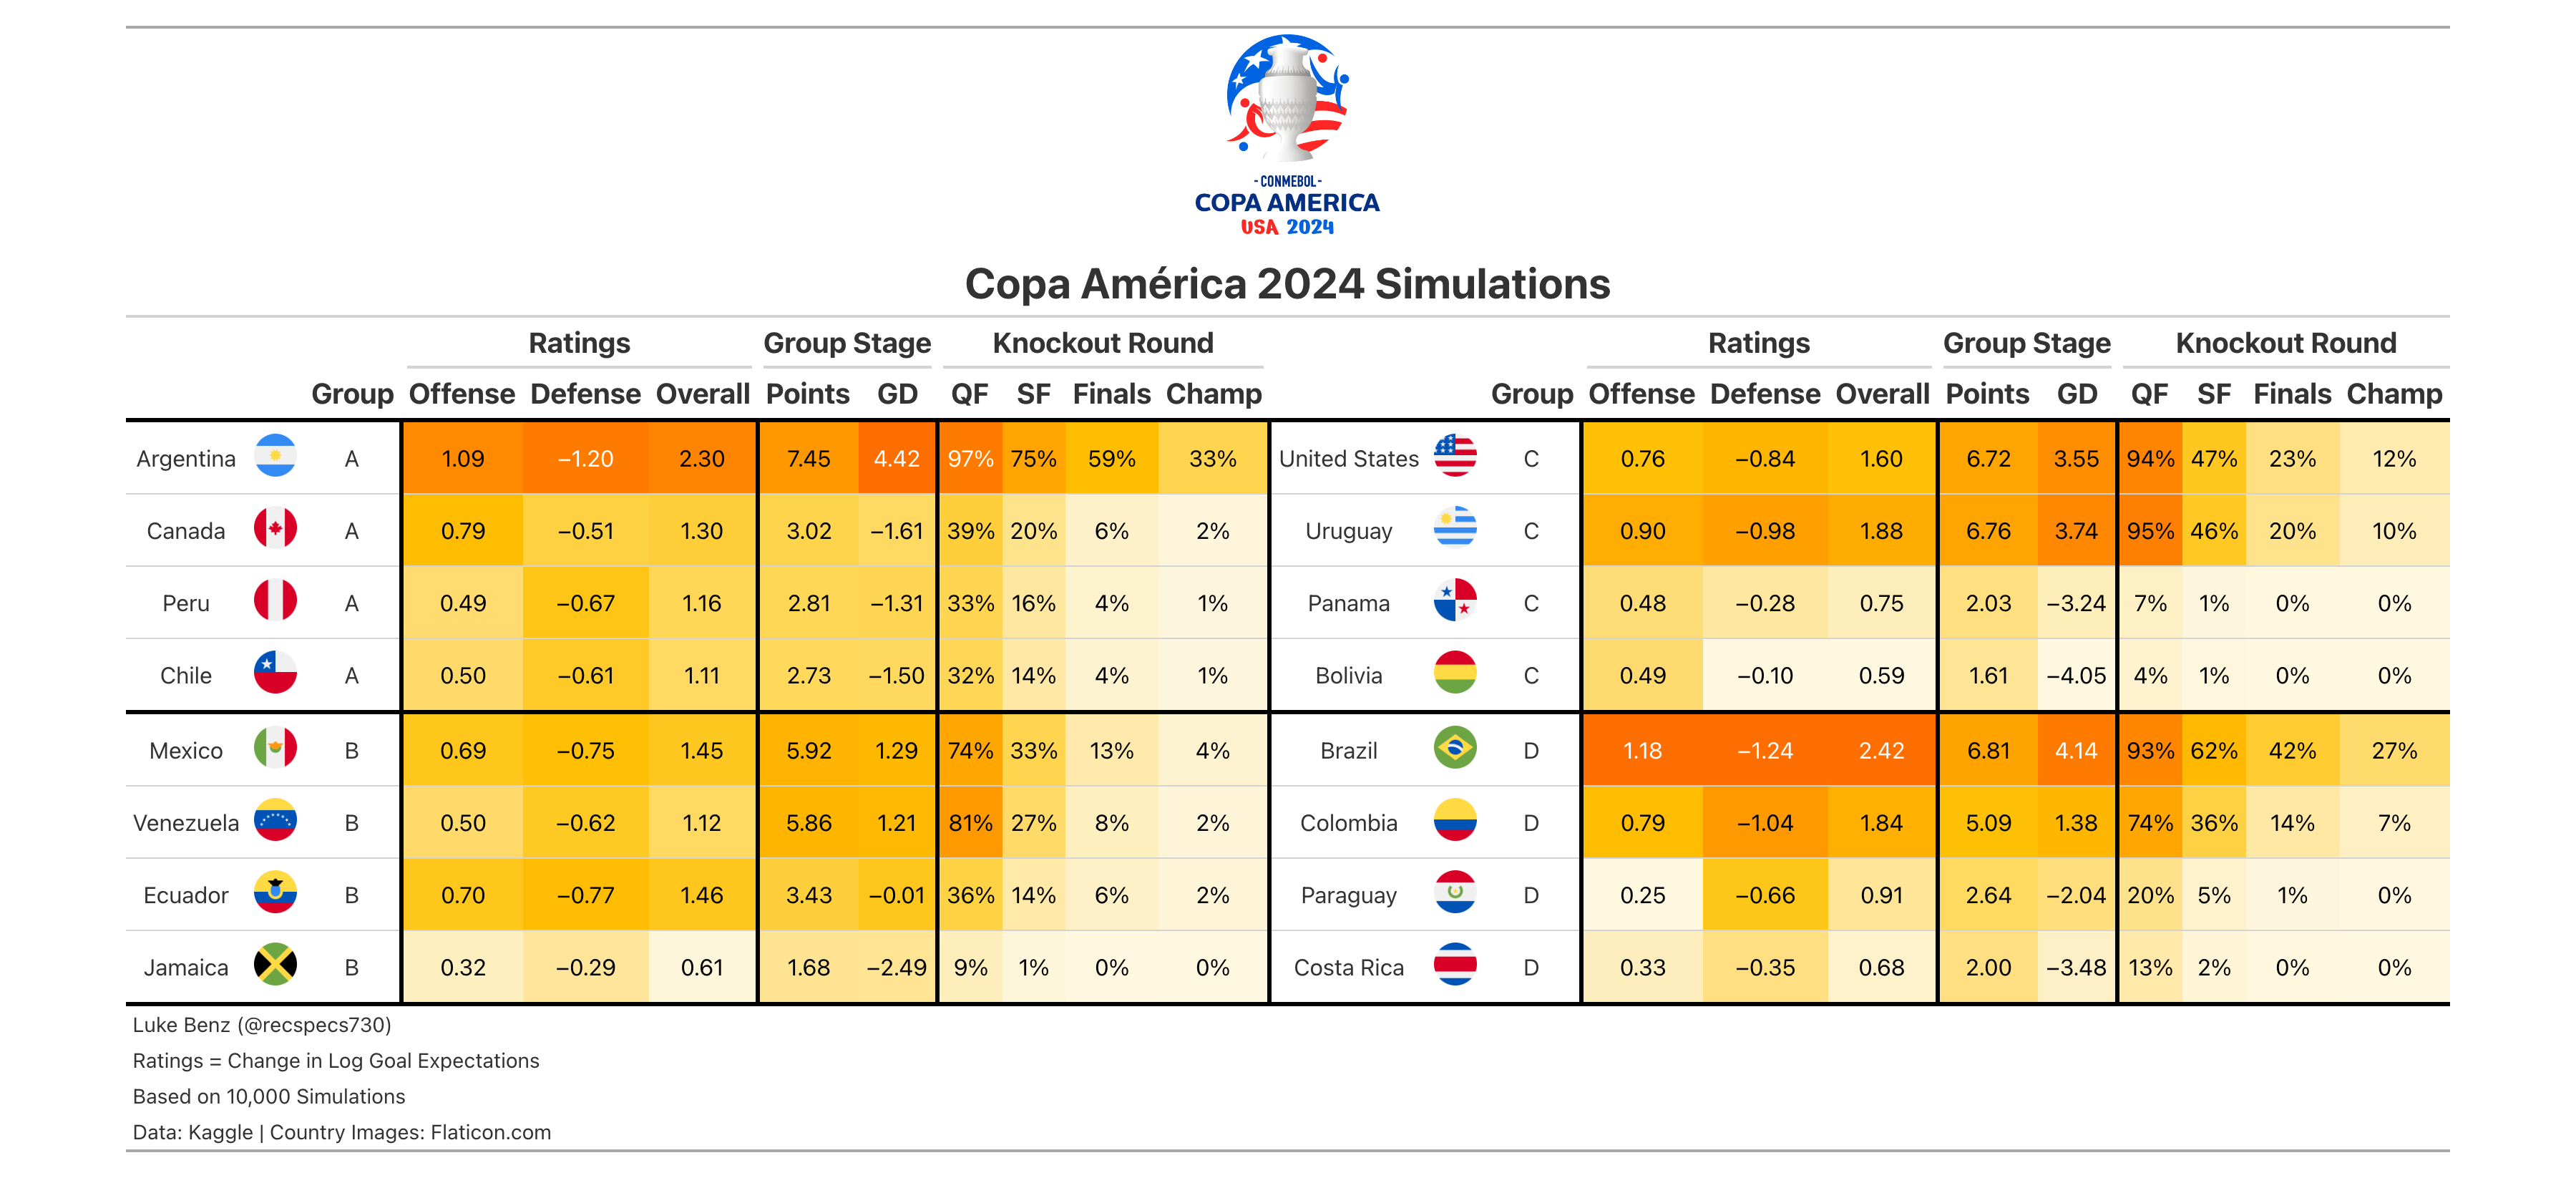 - CONMEBOL -
COPA AMERICA
USA 2024
Copa América 2024 Simulations
Ratings Group Stage Knockout Round Ratings Group Stage Knockout Round
Group Offense Defense Overall Points GD QF SF Finals Champ Group Offense Defense Overall Points GD QF SF Finals Champ
Argentina A 1.09 −1.20 2.30 7.45 4.42 97% 75% 59% 33% United States C 0.76 −0.84 1.60 6.72 3.55 94% 47% 23% 12%
Canada A 0.79 −0.51 1.30 3.02 −1.61 39% 20% 6% 2% Uruguay C 0.90 −0.98 1.88 6.76 3.74 95% 46% 20% 10%
Peru A 0.49 −0.67 1.16 2.81 −1.31 33% 16% 4% 1% Panama C 0.48 −0.28 0.75 2.03 −3.24 7% 1% 0% 0%
Chile A 0.50 −0.61 1.11 2.73 −1.50 32% 14% 4% 1% Bolivia C 0.49 −0.10 0.59 1.61 −4.05 4% 1% 0% 0%
Mexico B 0.69 −0.75 1.45 5.92 1.29 74% 33% 13% 4% Brazil D 1.18 −1.24 2.42 6.81 4.14 93% 62% 42% 27%
Venezuela B 0.50 −0.62 1.12 5.86 1.21 81% 27% 8% 2% Colombia D 0.79 −1.04 1.84 5.09 1.38 74% 36% 14% 7%
Ecuador B 0.70 −0.77 1.46 3.43 −0.01 36% 14% 6% 2% Paraguay D 0.25 −0.66 0.91 2.64 −2.04 20% 5% 1% 0%
Jamaica B 0.32 −0.29 0.61 1.68 −2.49 9% 1% 0% 0% Costa Rica D 0.33 −0.35 0.68 2.00 −3.48 13% 2% 0% 0%
Luke Benz (@recspecs730)
Ratings = Change in Log Goal Expectations
Based on 10,000 Simulations
Data: Kaggle | Country Images: Flaticon.com